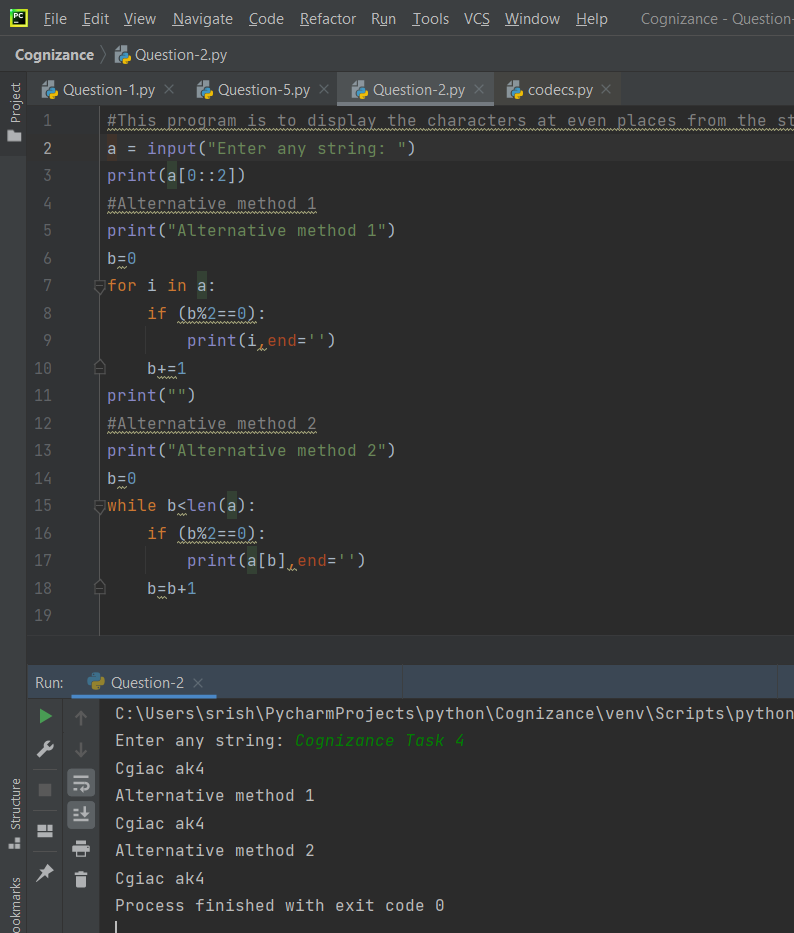 PC File Edit View Navigate Code Refactor Run Tools VCS Window Help Cognizance - Question-
Cognizance Question-2.py
Question-1.py Question-5.py Question-2.py codecs.py
Project
1 #This program is to display the characters at even places from the st
2 a = input("Enter any string: ")
3 print(a[0::2])
4 #Alternative method 1
5 print("Alternative method 1")
6 b=0
7 for i in a:
8     if (b%2==0):
9         print(i,end='')
10     b+=1
11 print("")
12 #Alternative method 2
13 print("Alternative method 2")
14 b=0
15 while b<len(a):
16     if (b%2==0):
17         print(a[b],end='')
18     b=b+1
19
Run: Question-2
C:\Users\srish\PycharmProjects\python\Cognizance\venv\Scripts\python
Enter any string: Cognizance Task 4
Cgiac ak4
Alternative method 1
Cgiac ak4
Alternative method 2
Cgiac ak4
Process finished with exit code 0
Structure
ookmarks